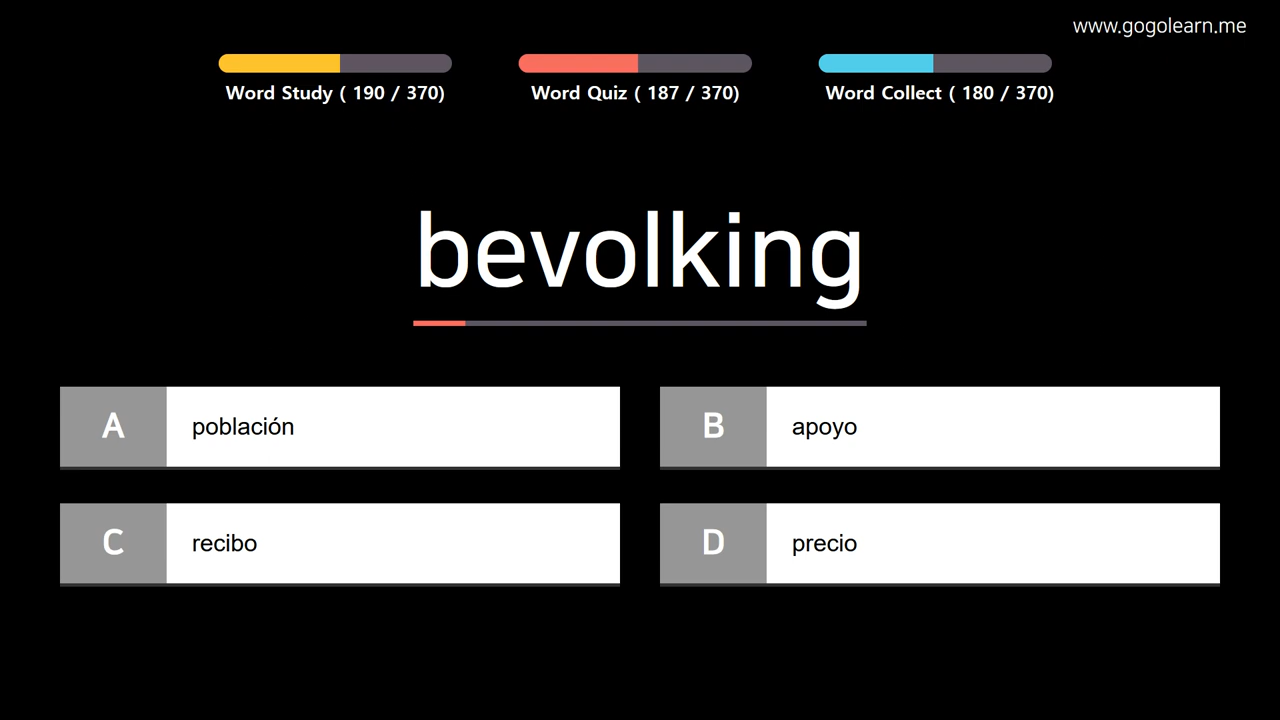 www.gogolearn.me
Word Study ( 190 / 370)
Word Quiz ( 187 / 370)
Word Collect ( 180 / 370)
bevolking
A población
B apoyo
C recibo
D precio